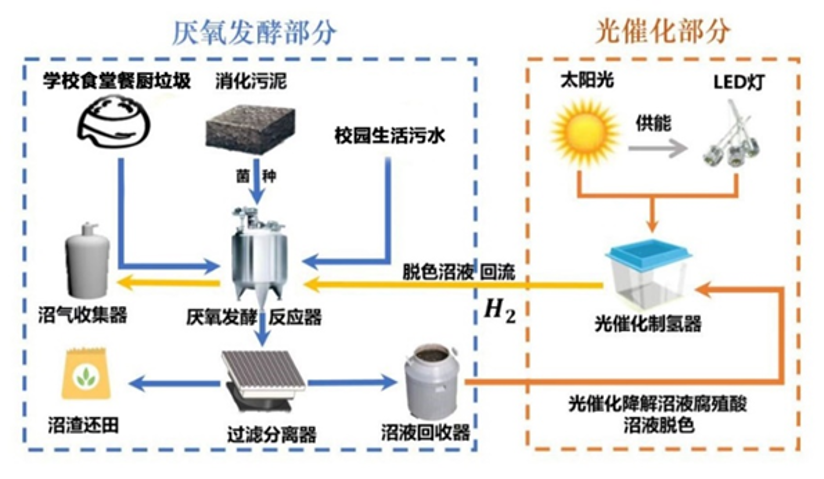 厌氧发酵部分
光催化部分
学校食堂餐厨垃圾
消化污泥
校园生活污水
菌 种
太阳光
供能
LED灯
脱色沼液 回流
H₂
沼气收集器
厌氧发酵 反应器
光催化制氢器
沼渣还田
过滤分离器
沼液回收器
光催化降解沼液腐殖酸
沼液脱色